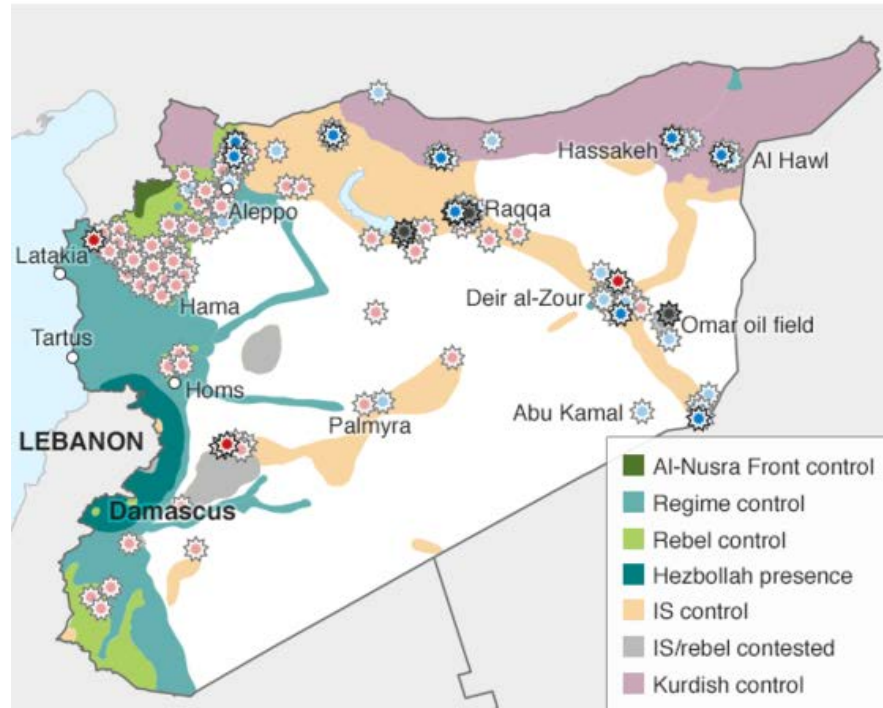 Hassakeh
Al Hawl
Aleppo
Raqqa
Latakia
Deir al-Zour
Hama
Omar oil field
Tartus
Homs
Abu Kamal
Palmyra
LEBANON
Damascus
Al-Nusra Front control
Regime control
Rebel control
Hezbollah presence
IS control
IS/rebel contested
Kurdish control